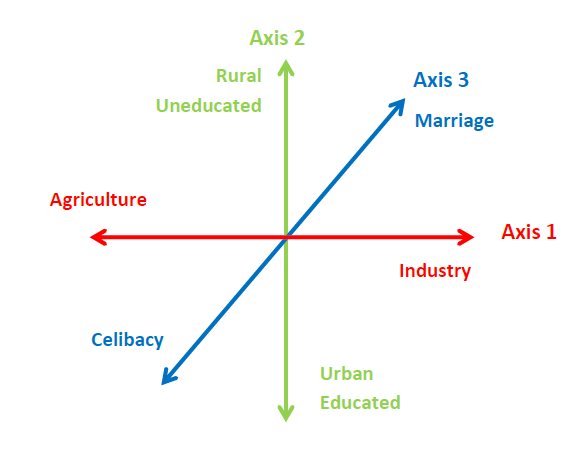 Axis 2
Rural
Uneducated
Axis 3
Marriage
Agriculture
Axis 1
Industry
Celibacy
Urban
Educated